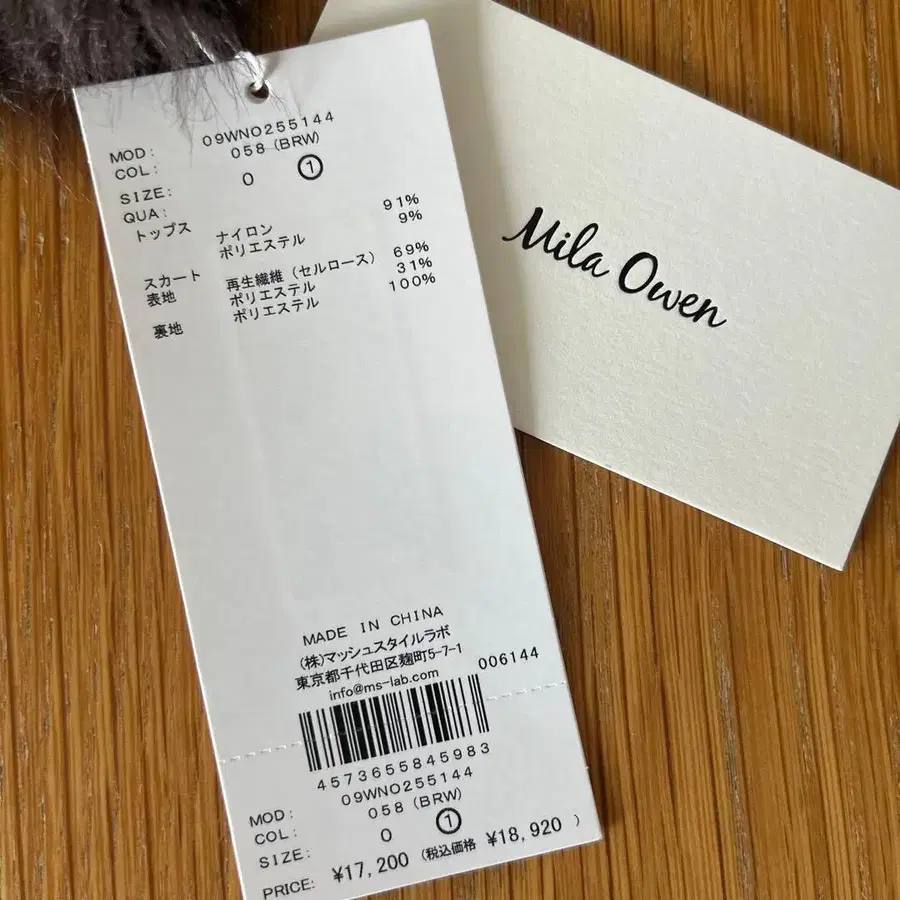 MOD: 09WNO255144
COL: 058 (BRW)
SIZE: 0 ①
QUA:
トップス ナイロン 91%
ポリエステル 9%
スカート
表地 再生繊維 (セルロース) 69%
ポリエステル 31%
裏地 ポリエステル 100%
MADE IN CHINA
(株)マッシュスタイルラボ
東京都千代田区麹町5-7-1
info@ms-lab.com 006144
4573655845983
MOD: 09WNO255144
COL: 058 (BRW)
SIZE: 0 ①
PRICE: ¥17,200 (税込価格 ¥18,920 )
Mila Owen